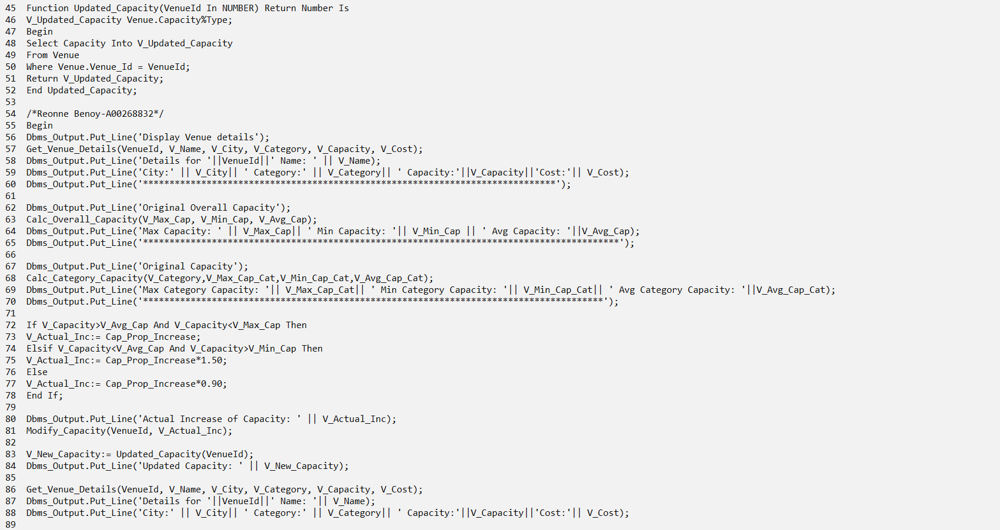 45 Function Updated_Capacity(VenueId In NUMBER) Return Number Is
46 V_Updated_Capacity Venue.Capacity%Type;
47 Begin
48 Select Capacity Into V_Updated_Capacity
49 From Venue
50 Where Venue.Venue_Id = VenueId;
51 Return V_Updated_Capacity;
52 End Updated_Capacity;
53
54 /*Reonne Benoy-A00268832*/
55 Begin
56 Dbms_Output.Put_Line('Display Venue details');
57 Get_Venue_Details(VenueId, V_Name, V_City, V_Category, V_Capacity, V_Cost);
58 Dbms_Output.Put_Line('Details for '||VenueId||' Name: ' || V_Name);
59 Dbms_Output.Put_Line('City:' || V_City|| ' Category:' || V_Category|| ' Capacity:'||V_Capacity||'Cost:'|| V_Cost);
60 Dbms_Output.Put_Line('******************************************************************************');
61
62 Dbms_Output.Put_Line('Original Overall Capacity');
63 Calc_Overall_Capacity(V_Max_Cap, V_Min_Cap, V_Avg_Cap);
64 Dbms_Output.Put_Line('Max Capacity: ' || V_Max_Cap|| ' Min Capacity: '|| V_Min_Cap || ' Avg Capacity: '||V_Avg_Cap);
65 Dbms_Output.Put_Line('******************************************************************************************');
66
67 Dbms_Output.Put_Line('Original Capacity');
68 Calc_Category_Capacity(V_Category,V_Max_Cap_Cat,V_Min_Cap_Cat,V_Avg_Cap_Cat);
69 Dbms_Output.Put_Line('Max Category Capacity: '|| V_Max_Cap_Cat|| ' Min Category Capacity: '|| V_Min_Cap_Cat|| ' Avg Category Capacity: '||V_Avg_Cap_Cat);
70 Dbms_Output.Put_Line('***************************************************************************************');
71
72 If V_Capacity>V_Avg_Cap And V_Capacity<V_Max_Cap Then
73 V_Actual_Inc:= Cap_Prop_Increase;
74 Elsif V_Capacity<V_Avg_Cap And V_Capacity>V_Min_Cap Then
75 V_Actual_Inc:= Cap_Prop_Increase*1.50;
76 Else
77 V_Actual_Inc:= Cap_Prop_Increase*0.90;
78 End If;
79
80 Dbms_Output.Put_Line('Actual Increase of Capacity: ' || V_Actual_Inc);
81 Modify_Capacity(VenueId, V_Actual_Inc);
82
83 V_New_Capacity:= Updated_Capacity(VenueId);
84 Dbms_Output.Put_Line('Updated Capacity: ' || V_New_Capacity);
85
86 Get_Venue_Details(VenueId, V_Name, V_City, V_Category, V_Capacity, V_Cost);
87 Dbms_Output.Put_Line('Details for '||VenueId||' Name: '|| V_Name);
88 Dbms_Output.Put_Line('City:' || V_City|| ' Category:' || V_Category|| ' Capacity:'||V_Capacity||'Cost:'|| V_Cost);
89